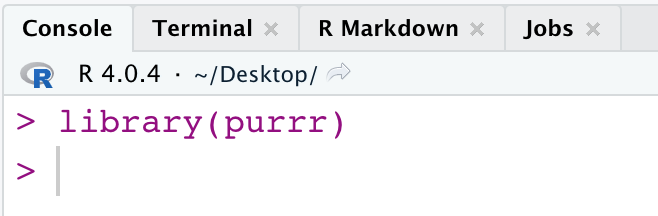 Console Terminal × R Markdown × Jobs ×
R R 4.0.4 · ~/Desktop/
> library(purrr)
>